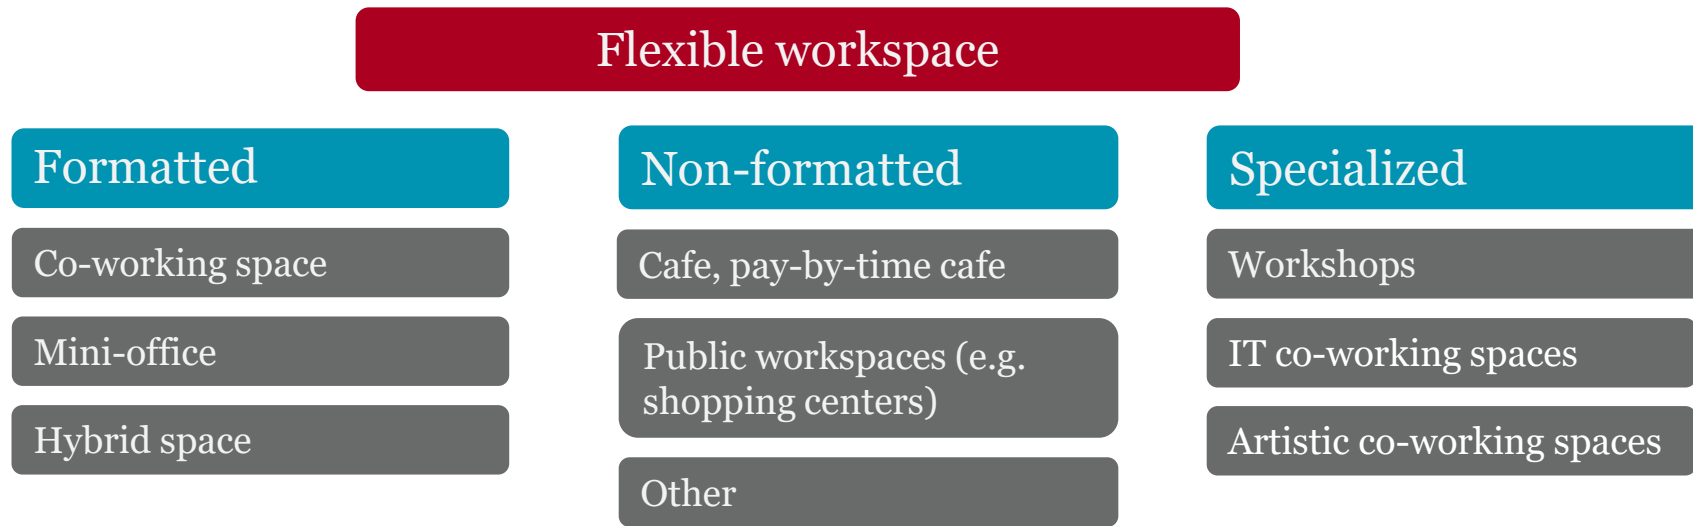 Flexible workspace
Formatted
Co-working space
Mini-office
Hybrid space
Non-formatted
Cafe, pay-by-time cafe
Public workspaces (e.g.
shopping centers)
Other
Specialized
Workshops
IT co-working spaces
Artistic co-working spaces